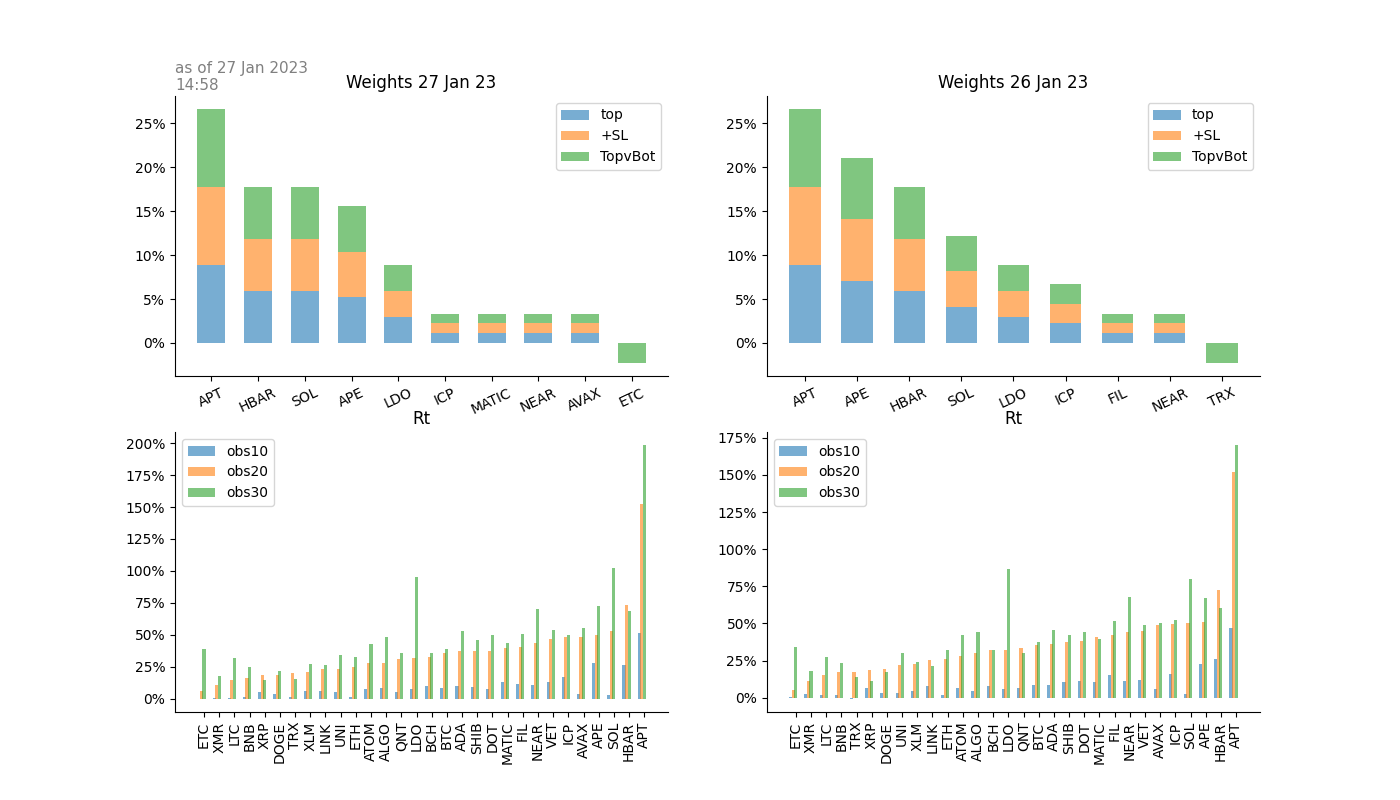 as of 27 Jan 2023
14:58
Weights 27 Jan 23
25%
20%
15%
10%
5%
0%
top
+SL
TopvBot
APT HBAR SOL APE LDO ICP MATIC NEAR AVAX ETC
Weights 26 Jan 23
25%
20%
15%
10%
5%
0%
top
+SL
TopvBot
APT APE HBAR SOL LDO ICP FIL NEAR TRX
Rt
200%
175%
150%
125%
100%
75%
50%
25%
0%
obs10
obs20
obs30
ETC XMR LTC BNB XRP DOGE TRX XLM LINK UNI ETH ATOM ALGO QNT LDO BCH BTC ADA SHIB DOT MATIC FIL NEAR VET ICP AVAX APE SOL HBAR APT
Rt
175%
150%
125%
100%
75%
50%
25%
0%
obs10
obs20
obs30
ETC XMR LTC BNB TRX XRP DOGE UNI XLM LINK ETH ATOM ALGO BCH LDO QNT BTC ADA SHIB DOT MATIC FIL NEAR VET AVAX ICP SOL APE HBAR APT